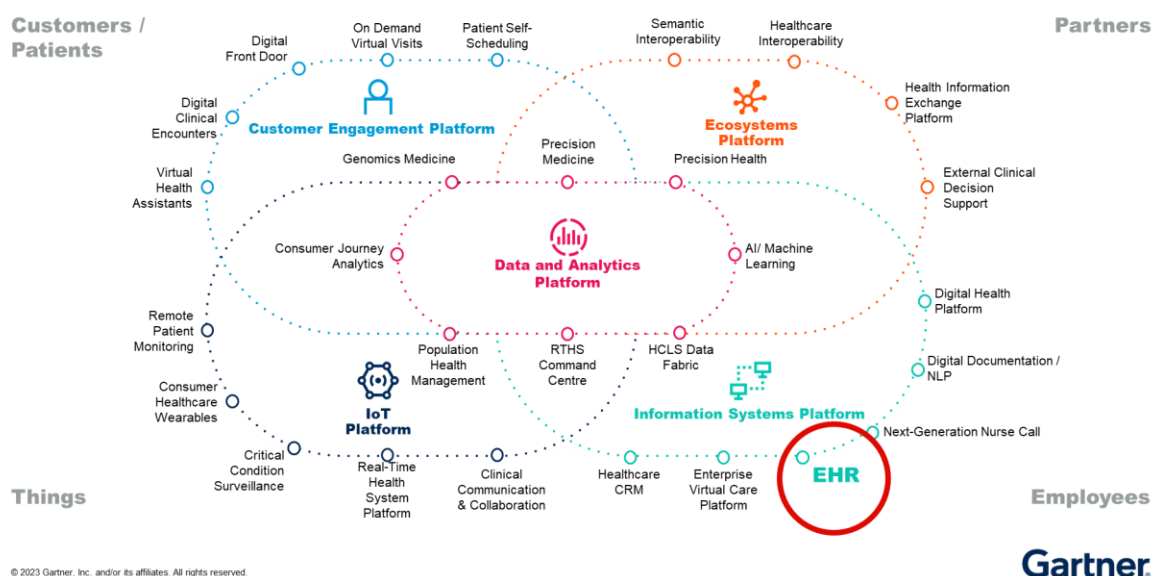 Customers /
Patients
Partners
Digital
Front Door
On Demand
Virtual Visits
Patient Self-
Scheduling
Semantic
Interoperability
Healthcare
Interoperability
Digital
Clinical
Encounters
Customer Engagement Platform
Ecosystems
Platform
Health Information
Exchange
Platform
Genomics Medicine
Precision
Medicine
Precision Health
Virtual
Health
Assistants
External Clinical
Decision
Support
Consumer Journey
Analytics
Data and Analytics
Platform
AI/ Machine
Learning
Digital Health
Platform
Remote
Patient
Monitoring
Population
Health
Management
RTHS
Command
Centre
HCLS Data
Fabric
Digital Documentation /
NLP
Consumer
Healthcare
Wearables
IoT
Platform
Information Systems Platform
Next-Generation Nurse Call
Critical
Condition
Surveillance
Real-Time
Health
System
Platform
Clinical
Communication
& Collaboration
Healthcare
CRM
Enterprise
Virtual Care
Platform
EHR
Things
Employees
© 2023 Gartner, Inc. and/or its affiliates. All rights reserved.
Gartner